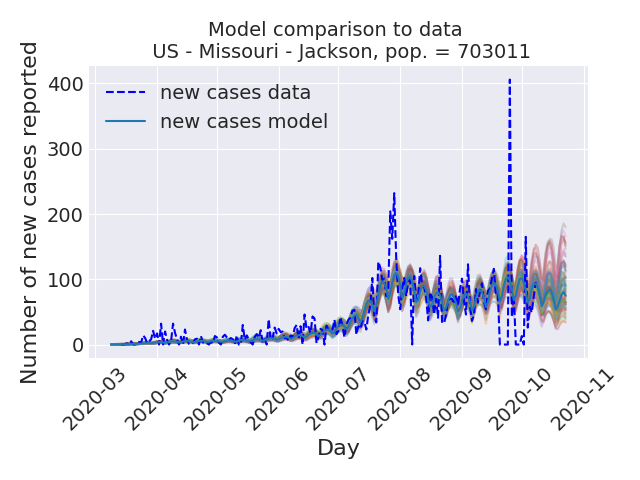 Model comparison to data
US - Missouri - Jackson, pop. = 703011
Number of new cases reported
400
300
200
100
0
new cases data
new cases model
2020-03
2020-04
2020-05
2020-06
2020-07
2020-08
2020-09
2020-10
2020-11
Day